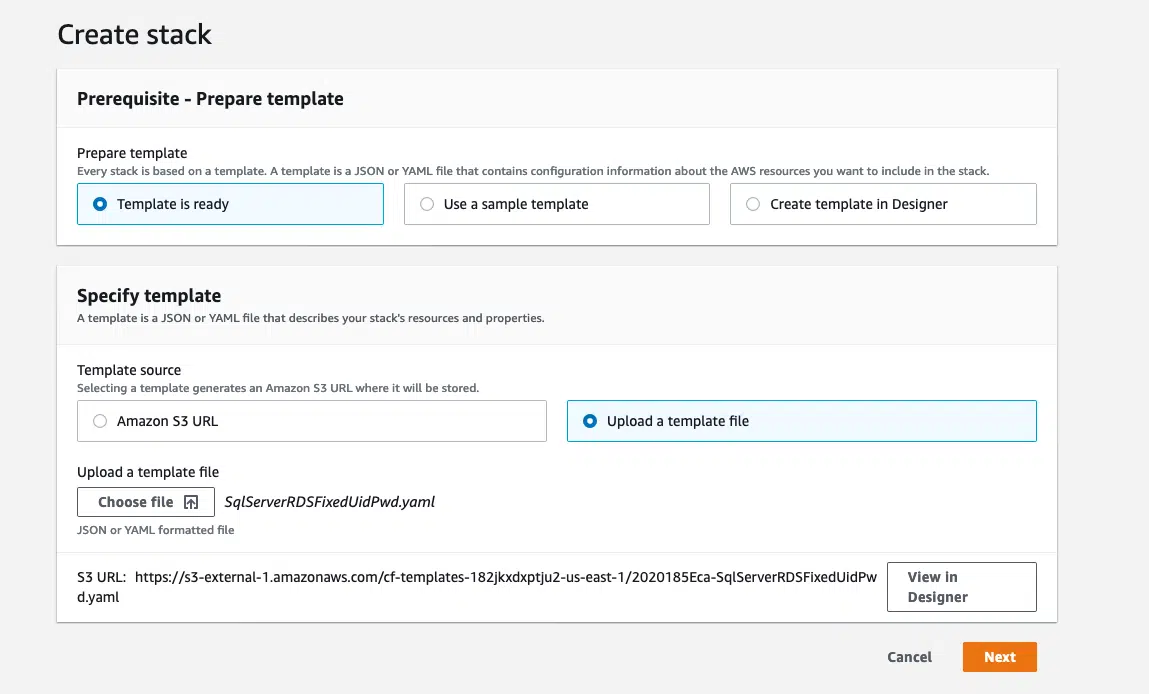 Create stack
Prerequisite - Prepare template
Prepare template
Every stack is based on a template. A template is a JSON or YAML file that contains configuration information about the AWS resources you want to include in the stack.
Template is ready
Use a sample template
Create template in Designer
Specify template
A template is a JSON or YAML file that describes your stack's resources and properties.
Template source
Selecting a template generates an Amazon S3 URL where it will be stored.
Amazon S3 URL
Upload a template file
Upload a template file
Choose file
SqlServerRDSFixedUidPwd.yaml
JSON or YAML formatted file
S3 URL: https://s3-external-1.amazonaws.com/cf-templates-182jkxdxptju2-us-east-1/2020185Eca-SqlServerRDSFixedUidPw
d.yaml
View in
Designer
Cancel
Next